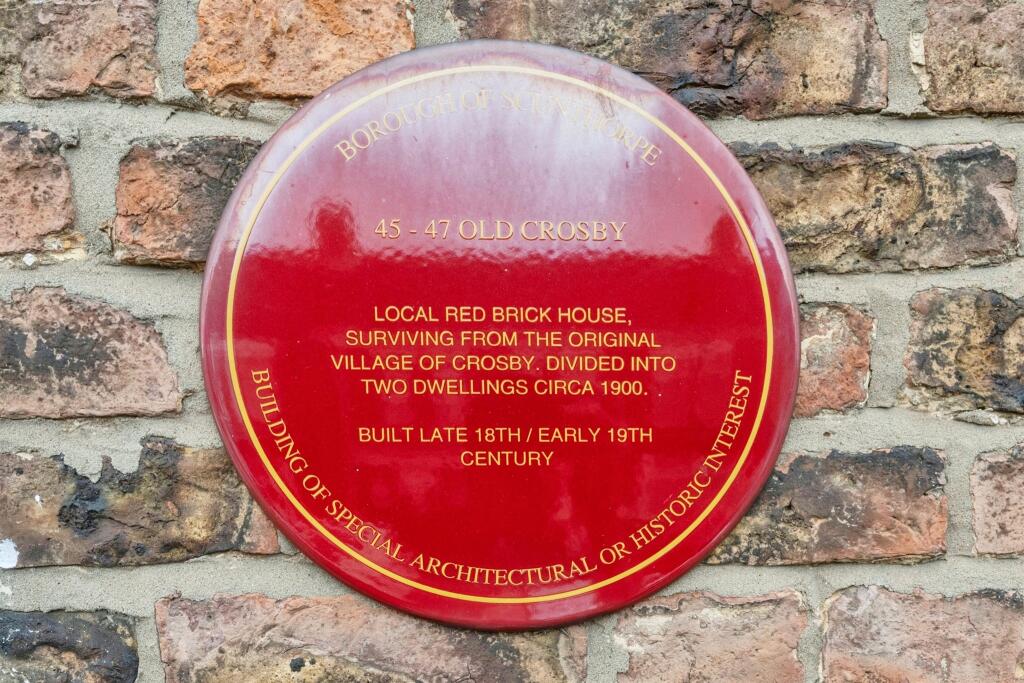 BOROUGH OF SCUNTHORPE
45 - 47 OLD CROSBY
LOCAL RED BRICK HOUSE,
SURVIVING FROM THE ORIGINAL
VILLAGE OF CROSBY. DIVIDED INTO
TWO DWELLINGS CIRCA 1900.
BUILT LATE 18TH / EARLY 19TH
CENTURY
BUILDING OF SPECIAL ARCHITECTURAL OR HISTORIC INTEREST